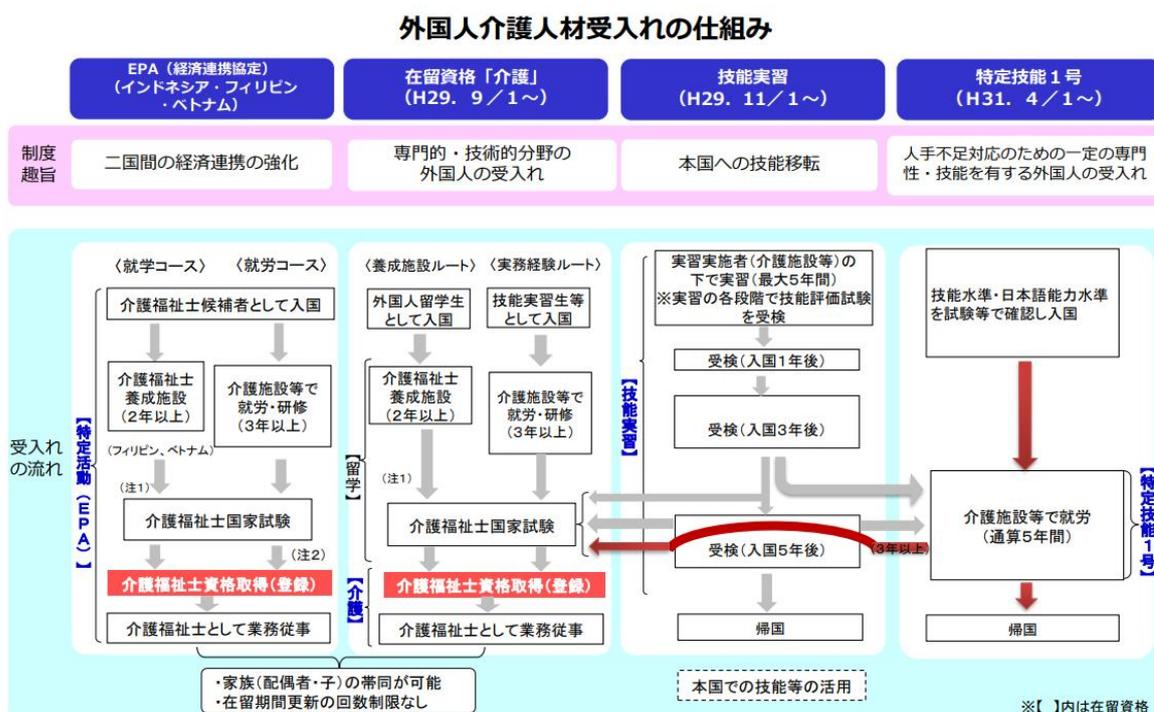 外国人介護人材受入れの仕組み
EPA（経済連携協定）
（インドネシア・フィリピン
・ベトナム）
在留資格「介護」
（H29．9／1～）
技能実習
（H29．11／1～）
特定技能１号
（H31．4／1～）
制度
趣旨
二国間の経済連携の強化
専門的・技術的分野の
外国人の受入れ
本国への技能移転
人手不足対応のための一定の専門
性・技能を有する外国人の受入れ
受入れ
の流れ
【特定活動（ＥＰＡ）】
〈就学コース〉
〈就労コース〉
介護福祉士候補者として入国
介護福祉士
養成施設
（2年以上）
介護施設等で
就労・研修
（3年以上）
（フィリピン、ベトナム）
（注1）
介護福祉士国家試験
（注2）
介護福祉士資格取得（登録）
介護福祉士として業務従事
〈養成施設ルート〉
〈実務経験ルート〉
外国人留学生
として入国
技能実習生等
として入国
【留学】
介護福祉士
養成施設
（2年以上）
介護施設等で
就労・研修
（3年以上）
（注1）
介護福祉士国家試験
【介護】
介護福祉士資格取得（登録）
介護福祉士として業務従事
・家族（配偶者・子）の帯同が可能
・在留期間更新の回数制限なし
【技能実習】
実習実施者（介護施設等）の
下で実習（最大5年間）
※実習の各段階で技能評価試験
を受検
受検（入国1年後）
受検（入国3年後）
受検（入国5年後）
帰国
本国での技能等の活用
技能水準・日本語能力水準
を試験等で確認し入国
（3年以上）
介護施設等で就労
（通算5年間）
【特定技能１号】
帰国
※【　】内は在留資格